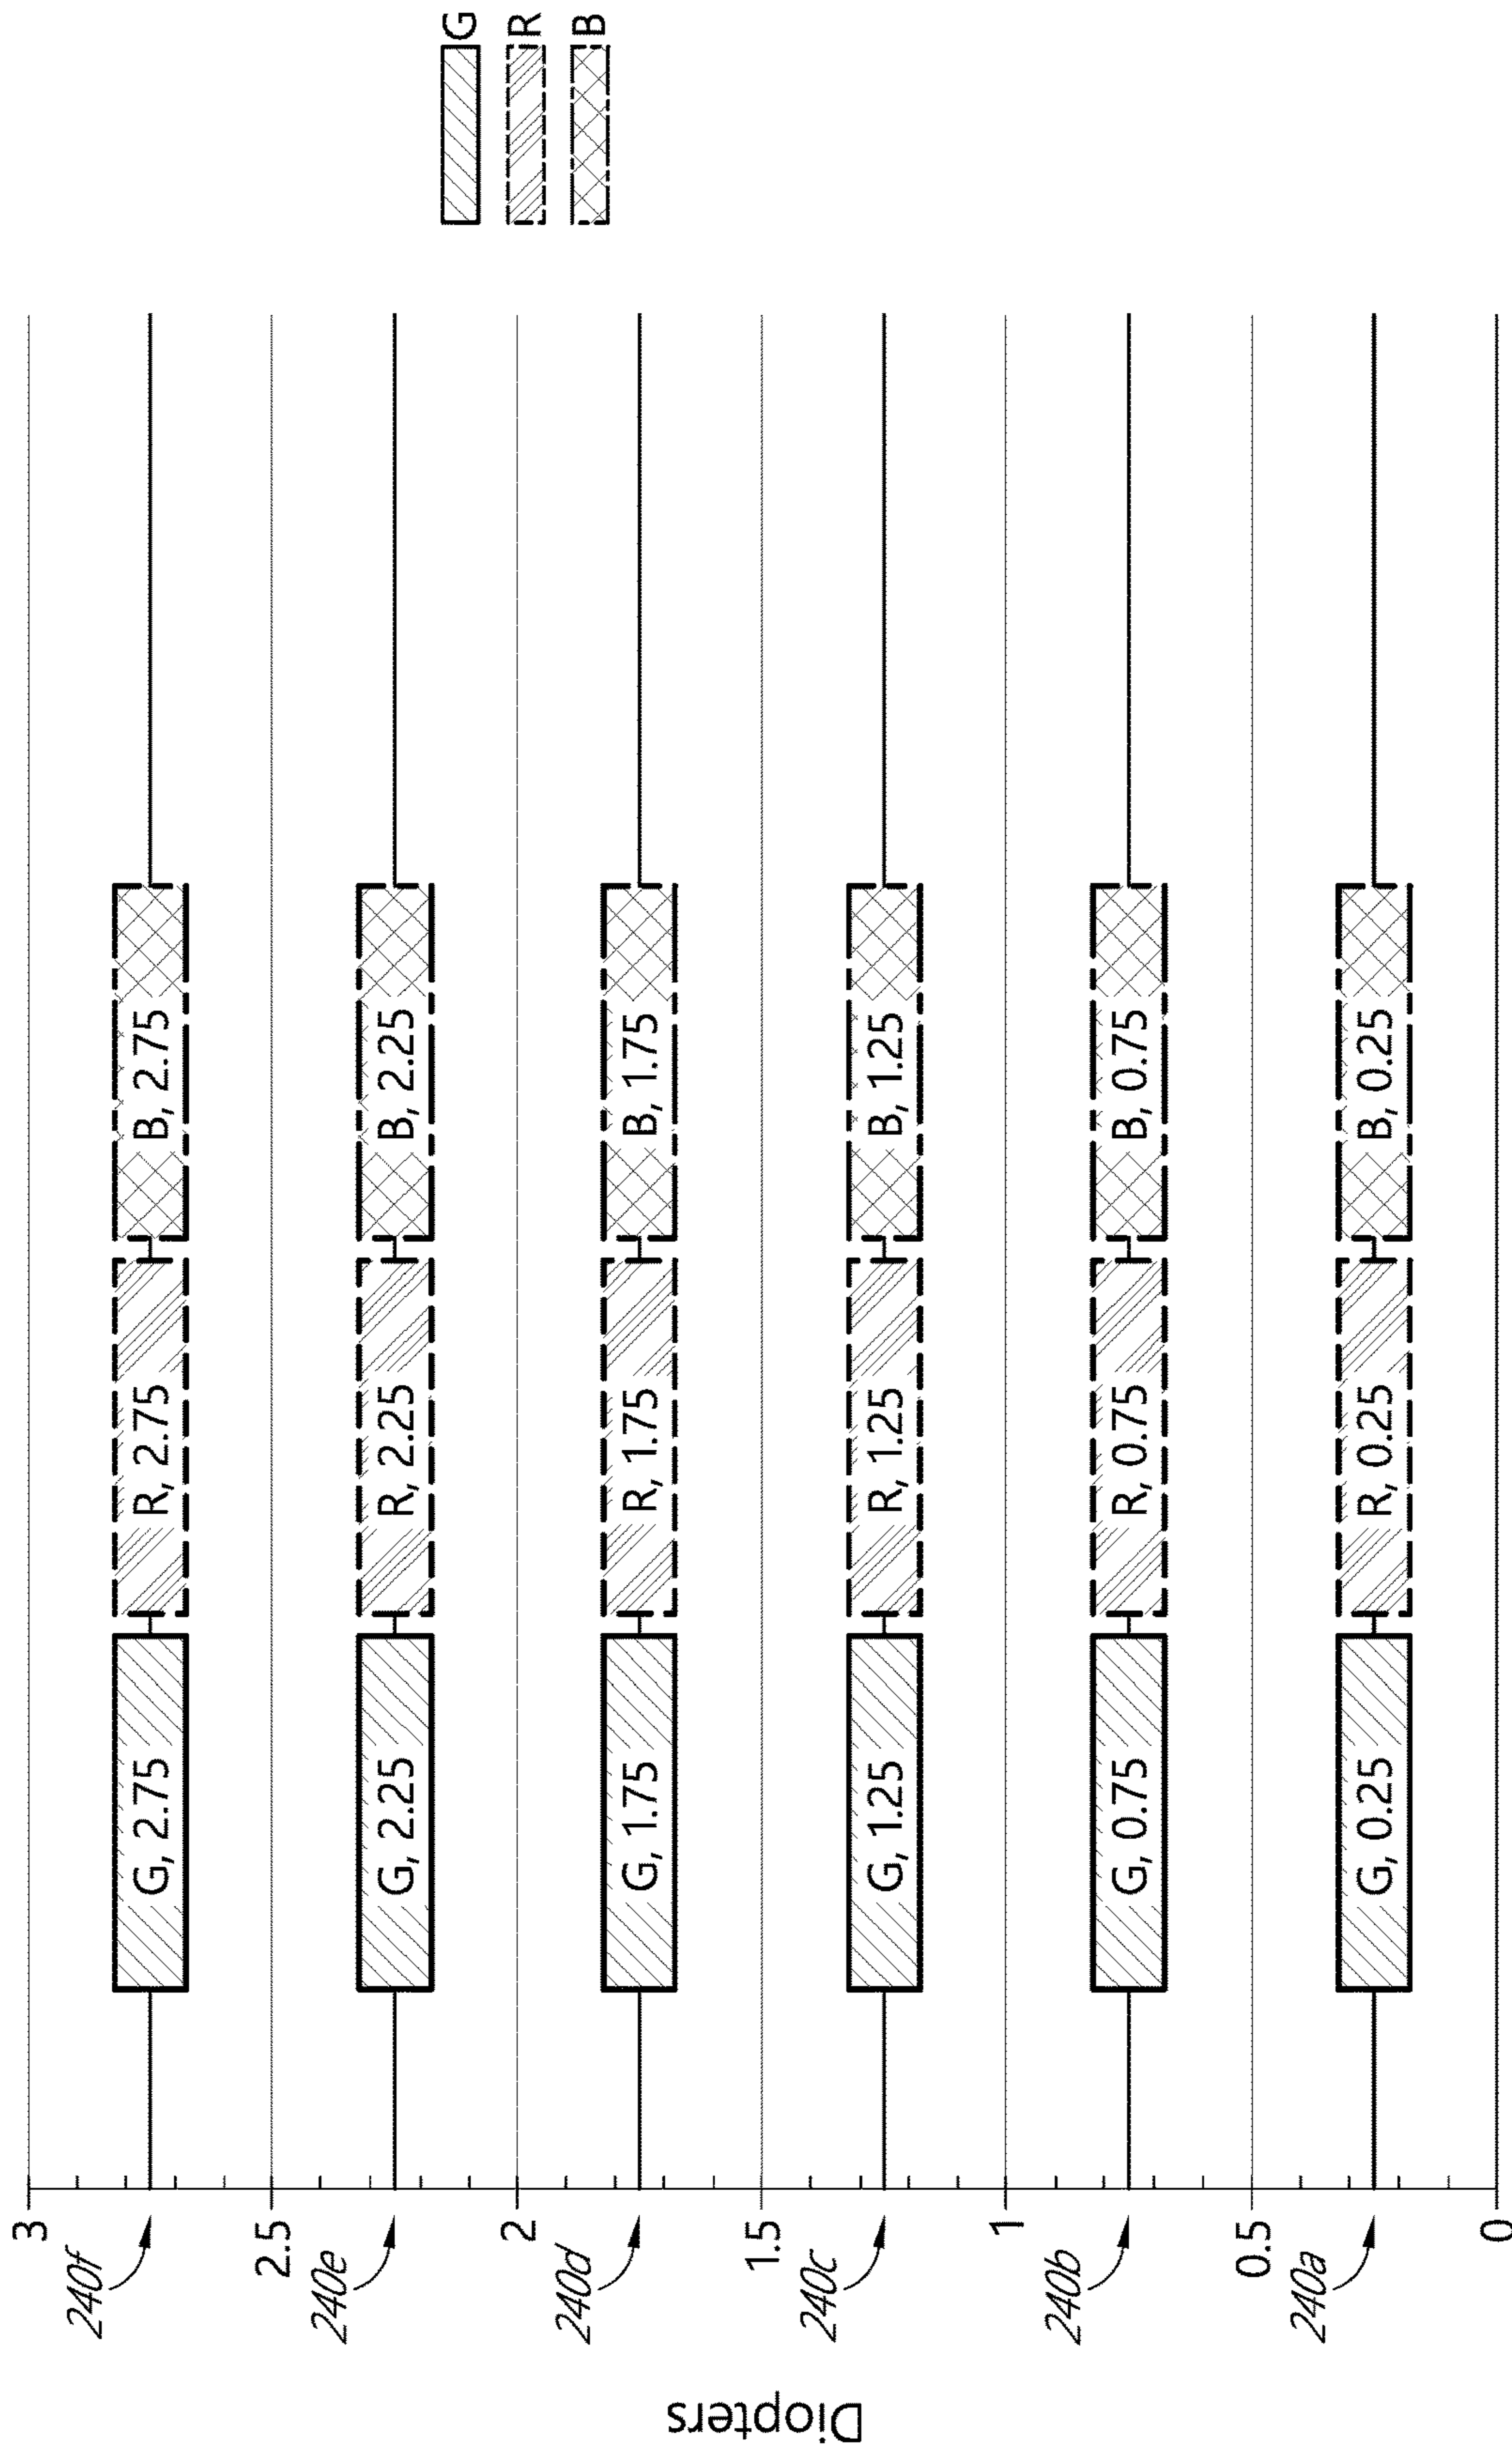 Diopters
3
240f
G, 2.75 R, 2.75 B, 2.75
2.5
240e
G, 2.25 R, 2.25 B, 2.25
2
240d
G, 1.75 R, 1.75 B, 1.75
1.5
240c
G, 1.25 R, 1.25 B, 1.25
1
240b
G, 0.75 R, 0.75 B, 0.75
0.5
240a
G, 0.25 R, 0.25 B, 0.25
0
G
R
B